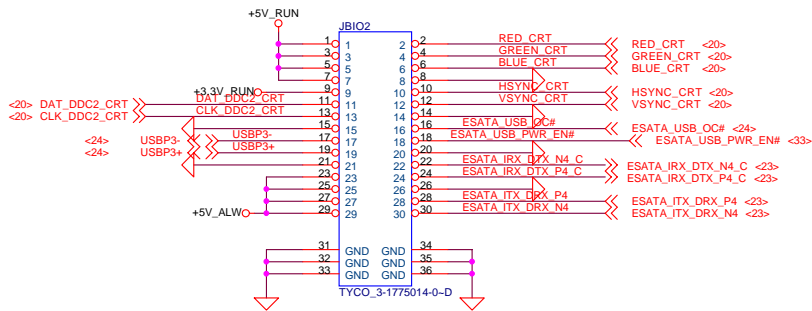 +5V_RUN
JBIO2
1 1 2 2 RED_CRT RED_CRT <20>
3 3 4 4 GREEN_CRT GREEN_CRT <20>
5 5 6 6 BLUE_CRT BLUE_CRT <20>
7 7 8 8
+3.3V_RUN 9 9 10 10 HSYNC_CRT HSYNC_CRT <20>
<20> DAT_DDC2_CRT DAT_DDC2_CRT 11 11 12 12 VSYNC_CRT VSYNC_CRT <20>
<20> CLK_DDC2_CRT CLK_DDC2_CRT 13 13 14 14
15 15 16 16 ESATA_USB_OC# ESATA_USB_OC# <24>
<24> USBP3- USBP3- 17 17 18 18 ESATA_USB_PWR_EN# ESATA_USB_PWR_EN# <33>
<24> USBP3+ USBP3+ 19 19 20 20
21 21 22 22 ESATA_IRX_DTX_N4_C ESATA_IRX_DTX_N4_C <23>
23 23 24 24 ESATA_IRX_DTX_P4_C ESATA_IRX_DTX_P4_C <23>
25 25 26 26
27 27 28 28 ESATA_ITX_DRX_P4 ESATA_ITX_DRX_P4 <23>
+5V_ALW 29 29 30 30 ESATA_ITX_DRX_N4 ESATA_ITX_DRX_N4 <23>
31 GND GND 34
32 GND GND 35
33 GND GND 36
TYCO_3-1775014-0~D